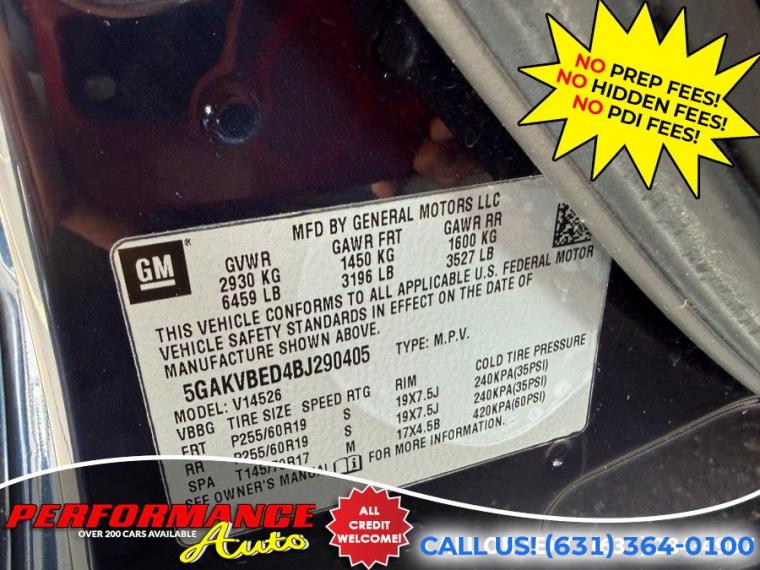 NO PREP FEES!
NO HIDDEN FEES!
NO PDI FEES!
GM
®
MFD BY GENERAL MOTORS LLC
GVWR GAWR FRT GAWR RR
2930 KG 1450 KG 1600 KG
6459 LB 3196 LB 3527 LB
THIS VEHICLE CONFORMS TO ALL APPLICABLE U.S. FEDERAL MOTOR
VEHICLE SAFETY STANDARDS IN EFFECT ON THE DATE OF
MANUFACTURE SHOWN ABOVE.
5GAKVBED4BJ290405 TYPE: M.P.V.
MODEL: V14526
VBBG TIRE SIZE SPEED RTG RIM COLD TIRE PRESSURE
FRT P255/60R19 S 19X7.5J 240KPA(35PSI)
RR P255/60R19 S 19X7.5J 240KPA(35PSI)
SPA T145/70R17 M 17X4.5B 420KPA(60PSI)
SEE OWNER'S MANUAL FOR MORE INFORMATION.
PERFORMANCE
OVER 200 CARS AVAILABLE
Auto
ALL
CREDIT
WELCOME!
CALL US! (631) 364-0100